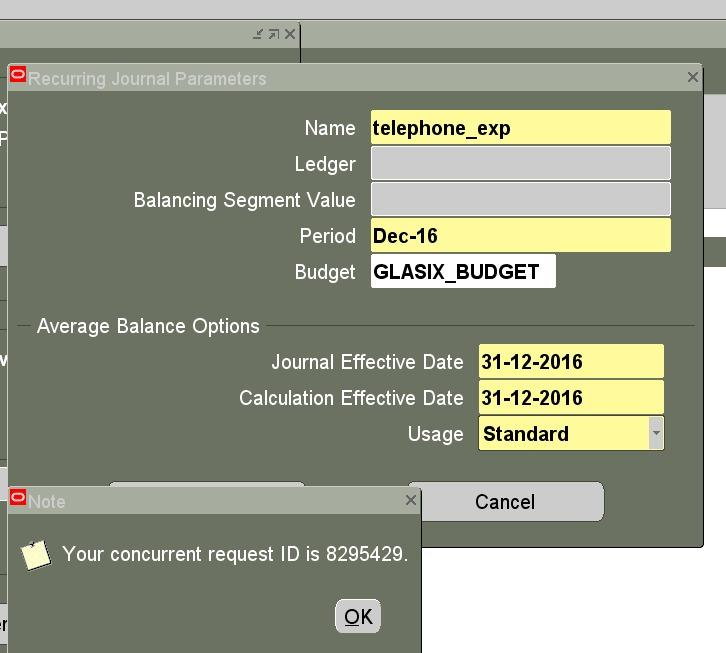 Recurring Journal Parameters
Name telephone_exp
Ledger
Balancing Segment Value
Period Dec-16
Budget GLASIX_BUDGET
Average Balance Options
Journal Effective Date 31-12-2016
Calculation Effective Date 31-12-2016
Usage Standard
Cancel
Note
Your concurrent request ID is 8295429.
OK